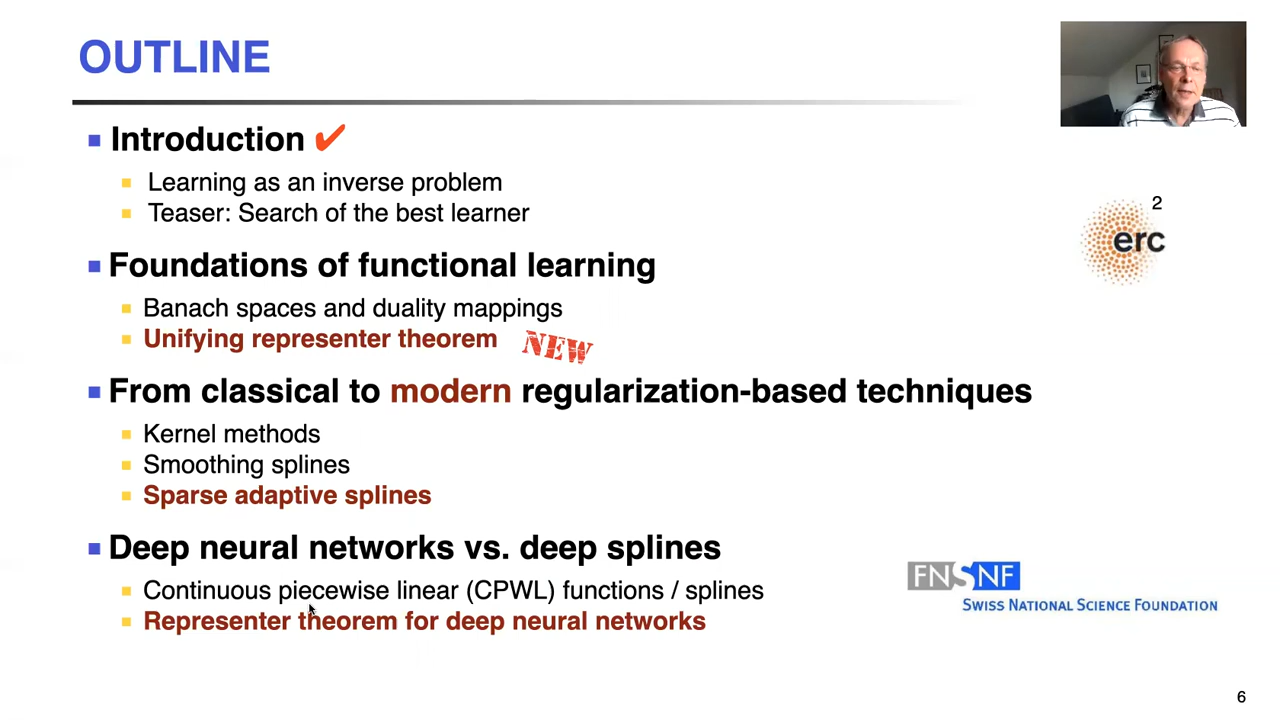 OUTLINE
Introduction ✔
Learning as an inverse problem
Teaser: Search of the best learner
2
erc
Foundations of functional learning
Banach spaces and duality mappings
Unifying representer theorem NEW
From classical to modern regularization-based techniques
Kernel methods
Smoothing splines
Sparse adaptive splines
Deep neural networks vs. deep splines
Continuous piecewise linear (CPWL) functions / splines
Representer theorem for deep neural networks
FNSNF
SWISS NATIONAL SCIENCE FOUNDATION
6